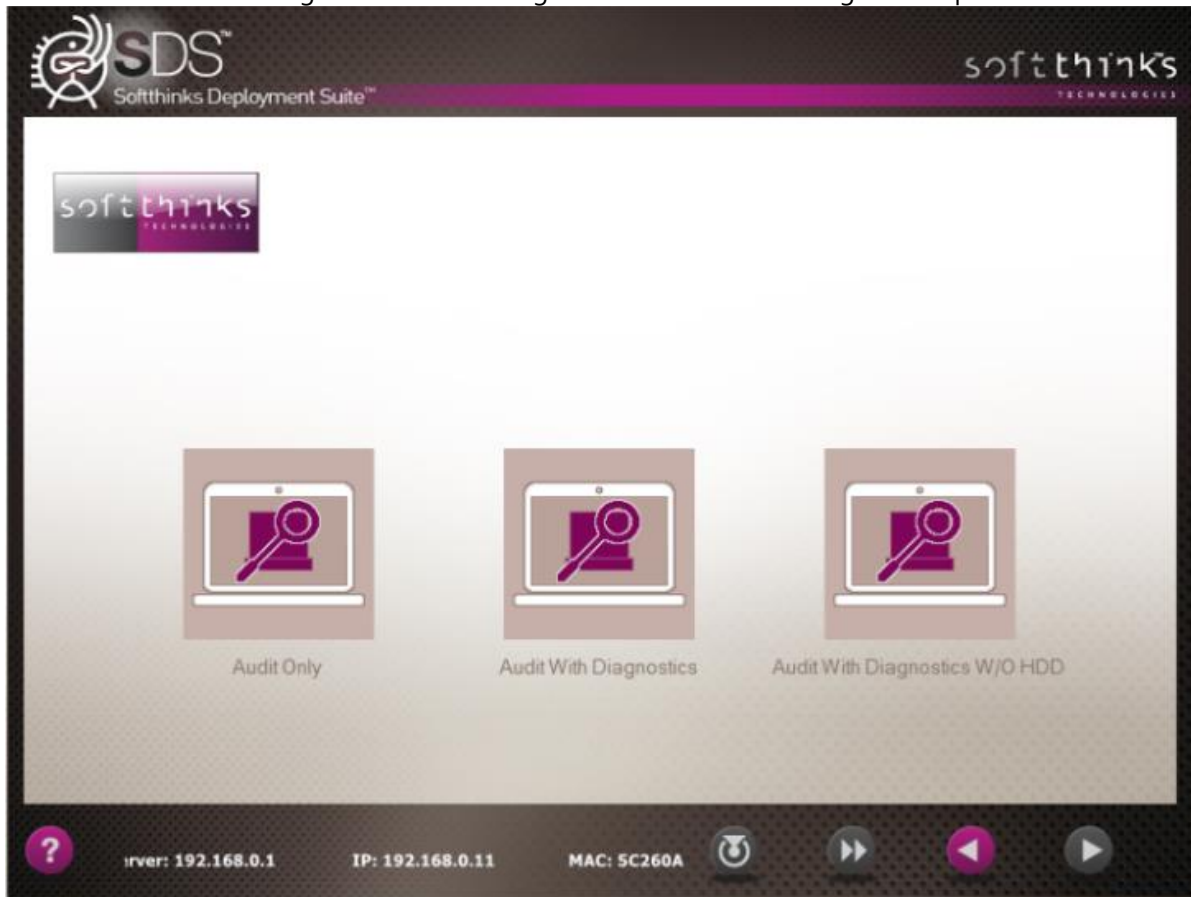 SDS™
Softthinks Deployment Suite™
softthinks
TECHNOLOGIES
softthinks
TECHNOLOGIES
Audit Only
Audit With Diagnostics
Audit With Diagnostics W/O HDD
?
rver: 192.168.0.1
IP: 192.168.0.11
MAC: 5C260A